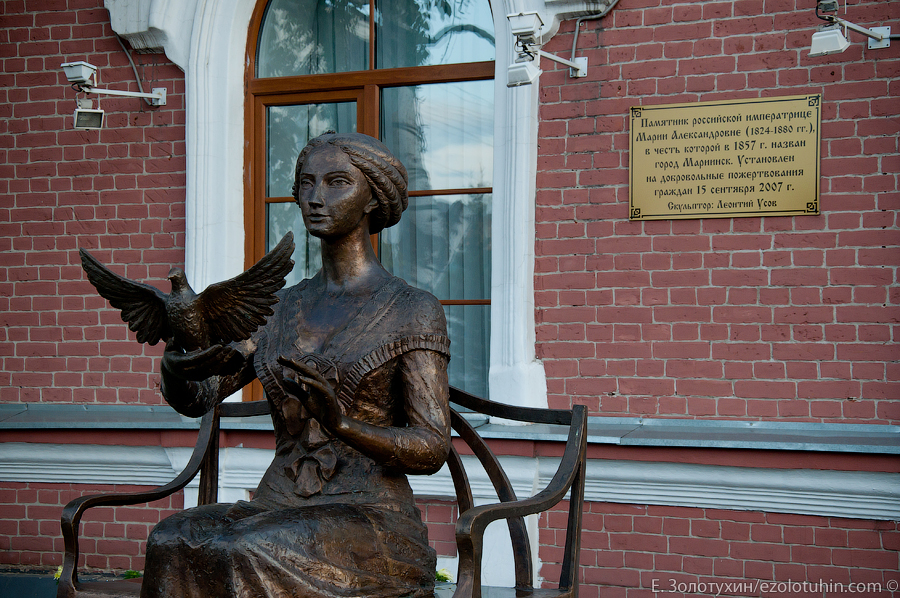 Памятник российской императрице
Марии Александровне (1824-1880 гг.),
в честь которой в 1857 г. назван
город Мариинск. Установлен
на добровольные пожертвования
граждан 15 сентября 2007 г.
Скульптор: Леонтий Усов
Е. Золотухин/ezolotuhin.com ©